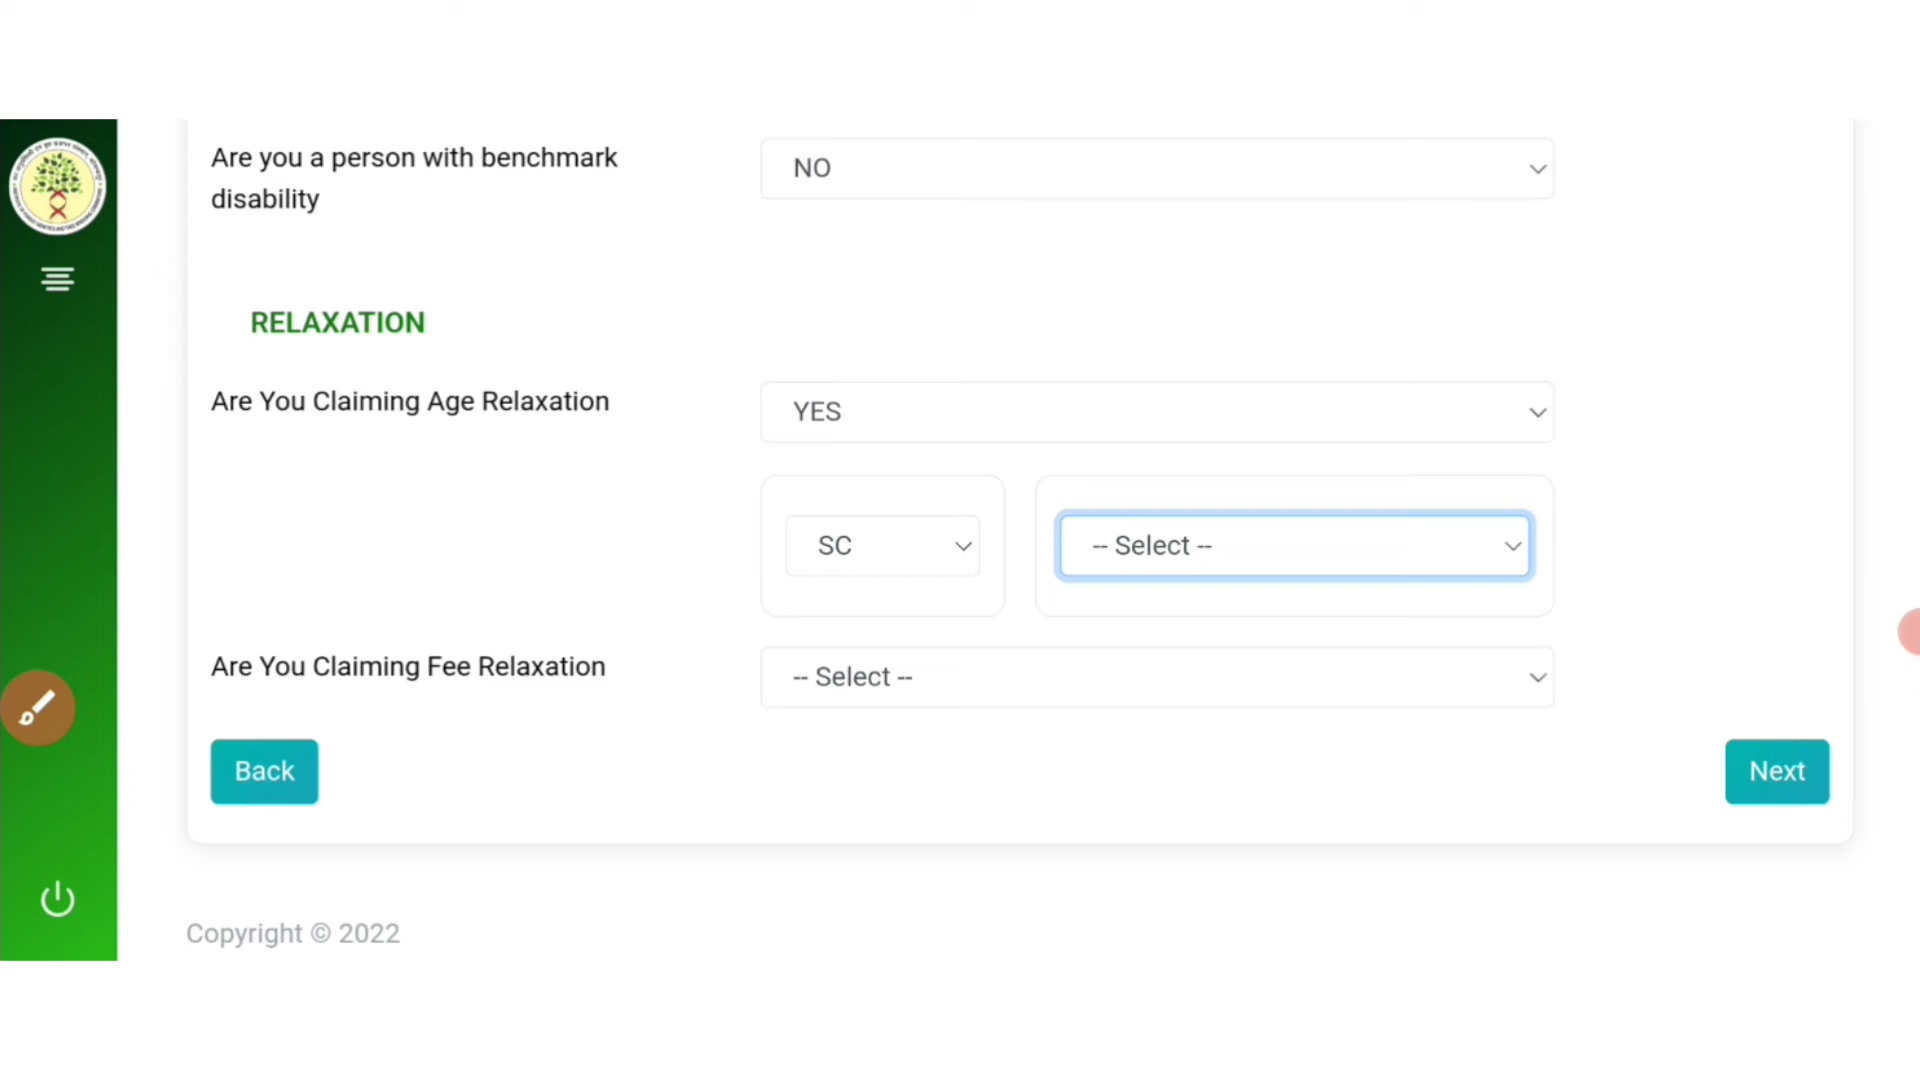 Are you a person with benchmark
disability
NO
RELAXATION
Are You Claiming Age Relaxation
YES
SC
-- Select --
Are You Claiming Fee Relaxation
-- Select --
Back
Next
Copyright © 2022